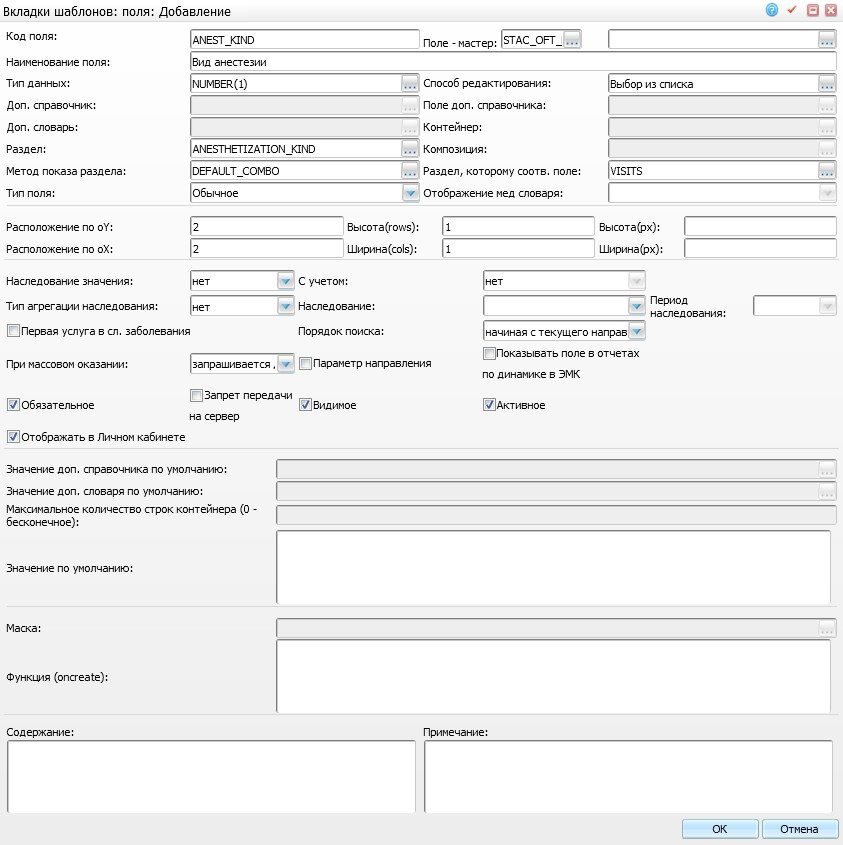 Вкладки шаблонов: поля: Добавление
Код поля: ANEST_KIND Поле - мастер: STAC_OFT_ ...
Наименование поля: Вид анестезии
Тип данных: NUMBER(1) Способ редактирования: Выбор из списка
Доп. справочник: Поле доп. справочника:
Доп. словарь: Контейнер:
Раздел: ANESTHETIZATION_KIND Композиция:
Метод показа раздела: DEFAULT_COMBO Раздел, которому соотв. поле: VISITS
Тип поля: Обычное Отображение мед словаря:
Расположение по oY: 2 Высота(rows): 1 Высота(px):
Расположение по oX: 2 Ширина(cols): 1 Ширина(px):
Наследование значения: нет С учетом: нет
Тип агрегации наследования: нет Наследование: Период наследования:
Первая услуга в сл. заболевания Порядок поиска: начиная с текущего направ
При массовом оказании: запрашивается , Параметр направления Показывать поле в отчетах
по динамике в ЭМК
Обязательное Запрет передачи на сервер Видимое Активное
Отображать в Личном кабинете
Значение доп. справочника по умолчанию:
Значение доп. словаря по умолчанию:
Максимальное количество строк контейнера (0 -
бесконечное):
Значение по умолчанию:
Маска:
Функция (oncreate):
Содержание: Примечание:
OK Отмена